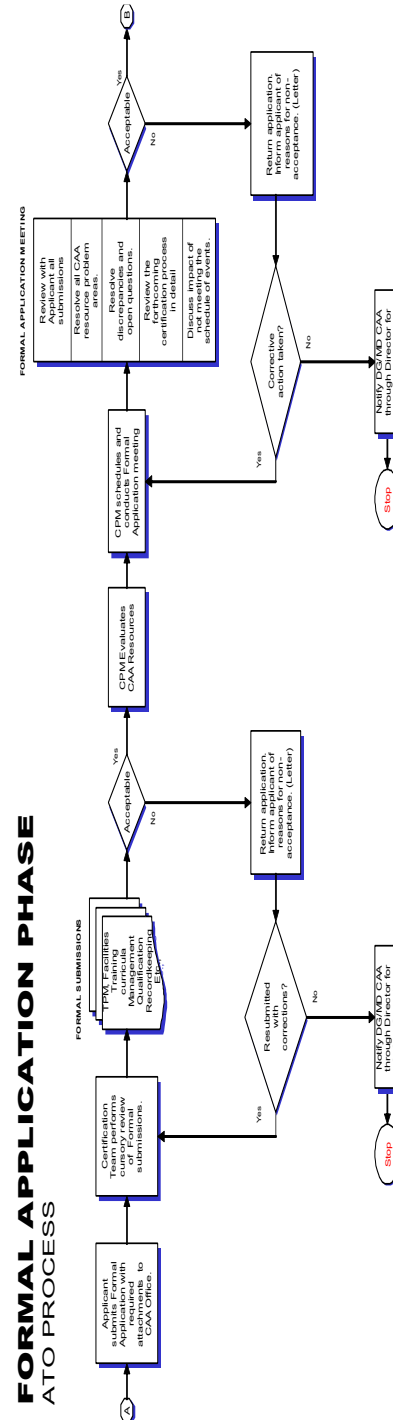 FORMAL APPLICATION PHASE
ATO PROCESS
A
Applicant
submits Formal
Application with
required
attachments to
CAA Office.
Certification
Team performs
cursory review
of Formal
submissions.
FORMAL SUBMISSIONS
TPM, Facilities
Training
curricula
Management
Qualification
Recordkeeping
Etc.,
Acceptable
Yes
No
Return application.
Inform applicant of
reasons for non-
acceptance. (Letter)
Resubmitted
with
corrections?
Yes
No
Notify DG/MD CAA
through Director for
Stop
CPM Evaluates
CAA Resources
CPM schedules and
conducts Formal
Application meeting
FORMAL APPLICATION MEETING
Review with
Applicant all
submissions
Resolve all CAA
resource problem
areas.
Resolve
discrepancies and
open questions.
Review the
forthcoming
certification process
in detail
Discuss impact of
not meeting the
schedule of events.
Acceptable
Yes
No
B
Return application.
Inform applicant of
reasons for non-
acceptance. (Letter)
Corrective
action taken?
Yes
No
Notify DG/MD CAA
through Director for
Stop